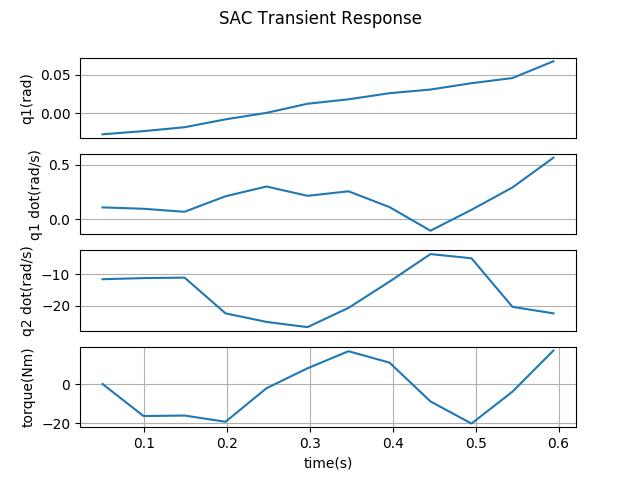 SAC Transient Response
0.05
0.00
q1(rad)
0.5
0.0
q1 dot(rad/s)
−10
−20
q2 dot(rad/s)
0
−20
torque(Nm)
0.1 0.2 0.3 0.4 0.5 0.6
time(s)